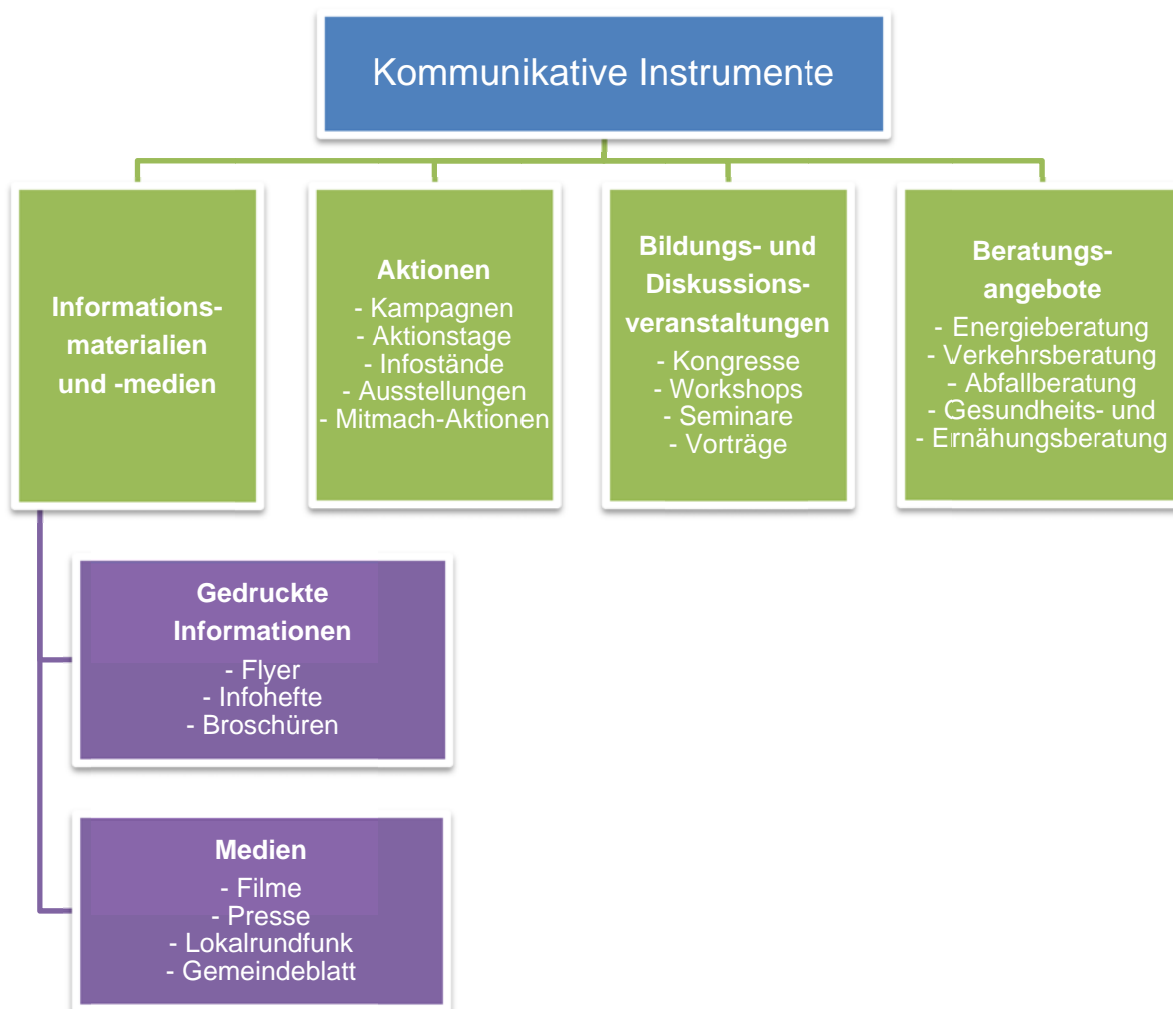 Kommunikative Instrumente
Informations-
materialien
und -medien
Aktionen
- Kampagnen
- Aktionstage
- Infostände
- Ausstellungen
- Mitmach-Aktionen
Bildungs- und
Diskussions-
veranstaltungen
- Kongresse
- Workshops
- Seminare
- Vorträge
Beratungs-
angebote
- Energieberatung
- Verkehrsberatung
- Abfallberatung
- Gesundheits- und
- Ernährungsberatung
Gedruckte
Informationen
- Flyer
- Infohefte
- Broschüren
Medien
- Filme
- Presse
- Lokalrundfunk
- Gemeindeblatt